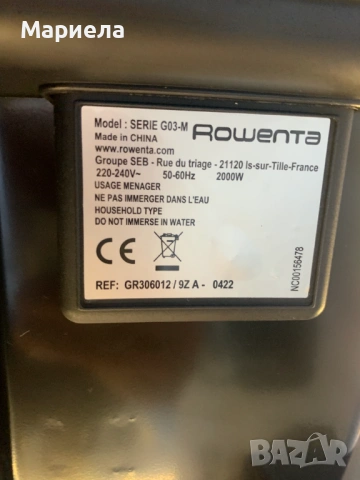 Мариела
Model : SERIE G03-M
ROWENTA
Made in CHINA
www.rowenta.com
Groupe SEB - Rue du triage - 21120 Is-sur-Tille-France
220-240V~ 50-60Hz 2000W
USAGE MENAGER
NE PAS IMMERGER DANS L'EAU
HOUSEHOLD TYPE
DO NOT IMMERSE IN WATER
CE
REF: GR306012 / 9Z A - 0422
NC00156478
BAZAR